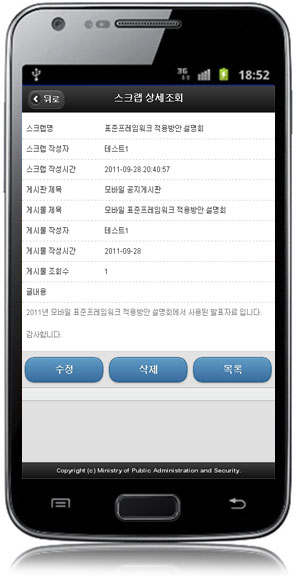 3G 18:52
뒤로 스크랩 상세조회
스크랩명 표준프레임워크 적용방안 설명회
스크랩 작성자 테스트1
스크랩 작성시간 2011-09-28 20:40:57
게시판 제목 모바일 공지게시판
게시물 제목 모바일 표준프레임워크 적용방안 설명회
게시물 작성자 테스트1
게시물 작성시간 2011-09-28
게시물 조회수 1
글내용
2011년 모바일 표준프레임워크 적용방안 설명회에서 사용된 발표자료 입니다.
감사합니다.
수정 삭제 목록
Copyright (c) Ministry of Public Administration and Security.